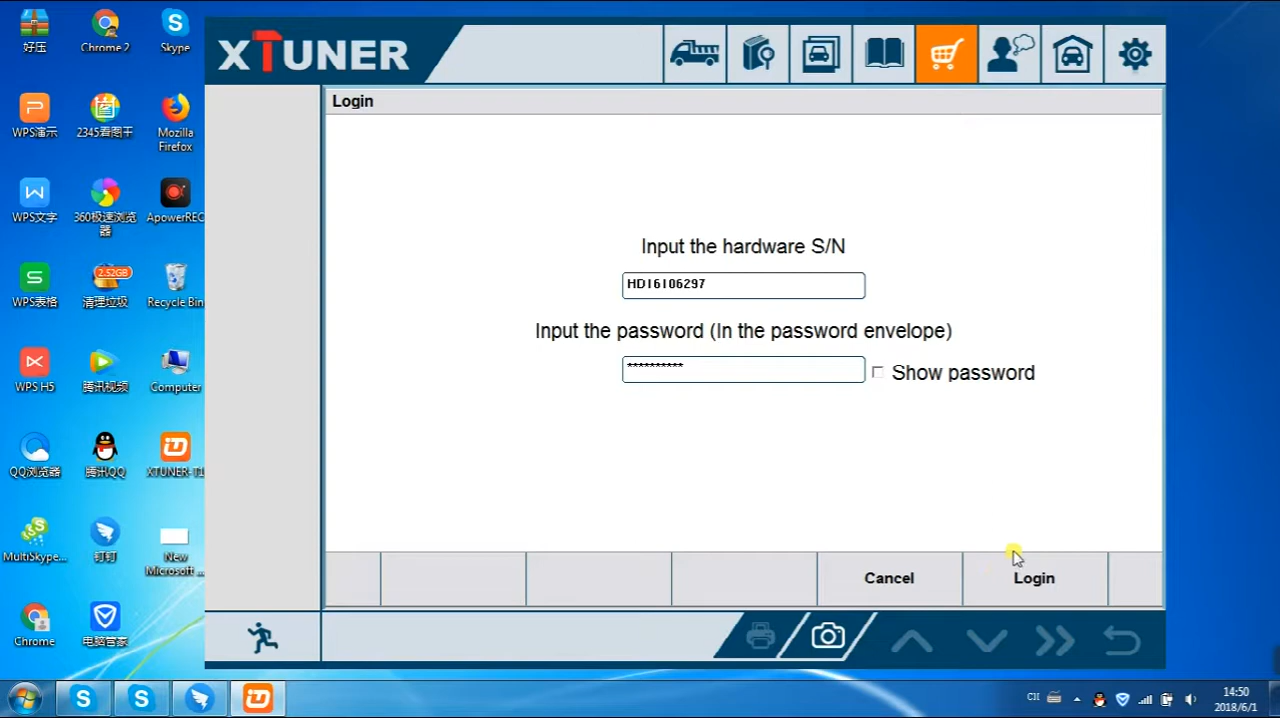 好压
Chrome 2
Skype
WPS演示
2345看图王
Mozilla
Firefox
WPS文字
360极速浏览
器
ApowerREC
WPS表格
2.52GB
清理垃圾
Recycle Bin
WPS H5
腾讯视频
Computer
QQ浏览器
腾讯QQ
XTUNER-T1
MultiSkype...
钉钉
New
Microsoft ...
Chrome
电脑管家
XTUNER
Login
Input the hardware S/N
HD16106297
Input the password (In the password envelope)
**********
Show password
Cancel
Login
CH
14:50
2018/6/1